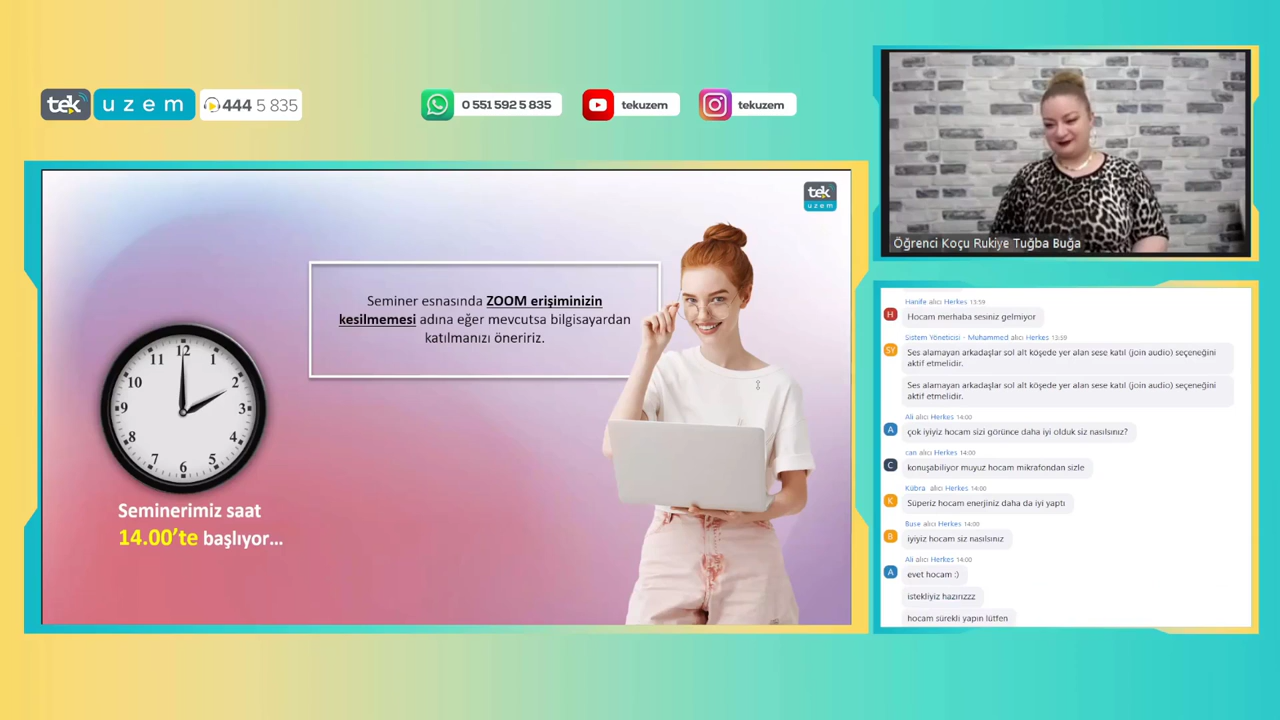 tek uzem 444 5 835
0 551 592 5 835
tekuzem
tekuzem
tek
uzem
Seminer esnasında ZOOM erişiminizin
kesilmemesi adına eğer mevcutsa bilgisayardan
katılmanızı öneririz.
12
11 1
10 2
9 3
8 4
7 5
6
Seminerimiz saat
14.00’te başlıyor...
Öğrenci Koçu Rukiye Tuğba Buğa
Hanife alıcı Herkes 13:59
H
Hocam merhaba sesiniz gelmiyor
Sistem Yöneticisi - Muhammed alıcı Herkes 13:59
SY
Ses alamayan arkadaşlar sol alt köşede yer alan sese katıl (join audio) seçeneğini
aktif etmelidir.
Ses alamayan arkadaşlar sol alt köşede yer alan sese katıl (join audio) seçeneğini
aktif etmelidir.
Ali alıcı Herkes 14:00
A
çok iyiyiz hocam sizi görünce daha iyi olduk siz nasılsınız?
can alıcı Herkes 14:00
C
konuşabiliyor muyuz hocam mikrafondan sizle
Kübra alıcı Herkes 14:00
K
Süperiz hocam enerjiniz daha da iyi yaptı
Buse alıcı Herkes 14:00
B
iyiyiz hocam siz nasılsınız
Ali alıcı Herkes 14:00
A
evet hocam :)
istekliyiz hazırızzz
hocam sürekli yapın lütfen